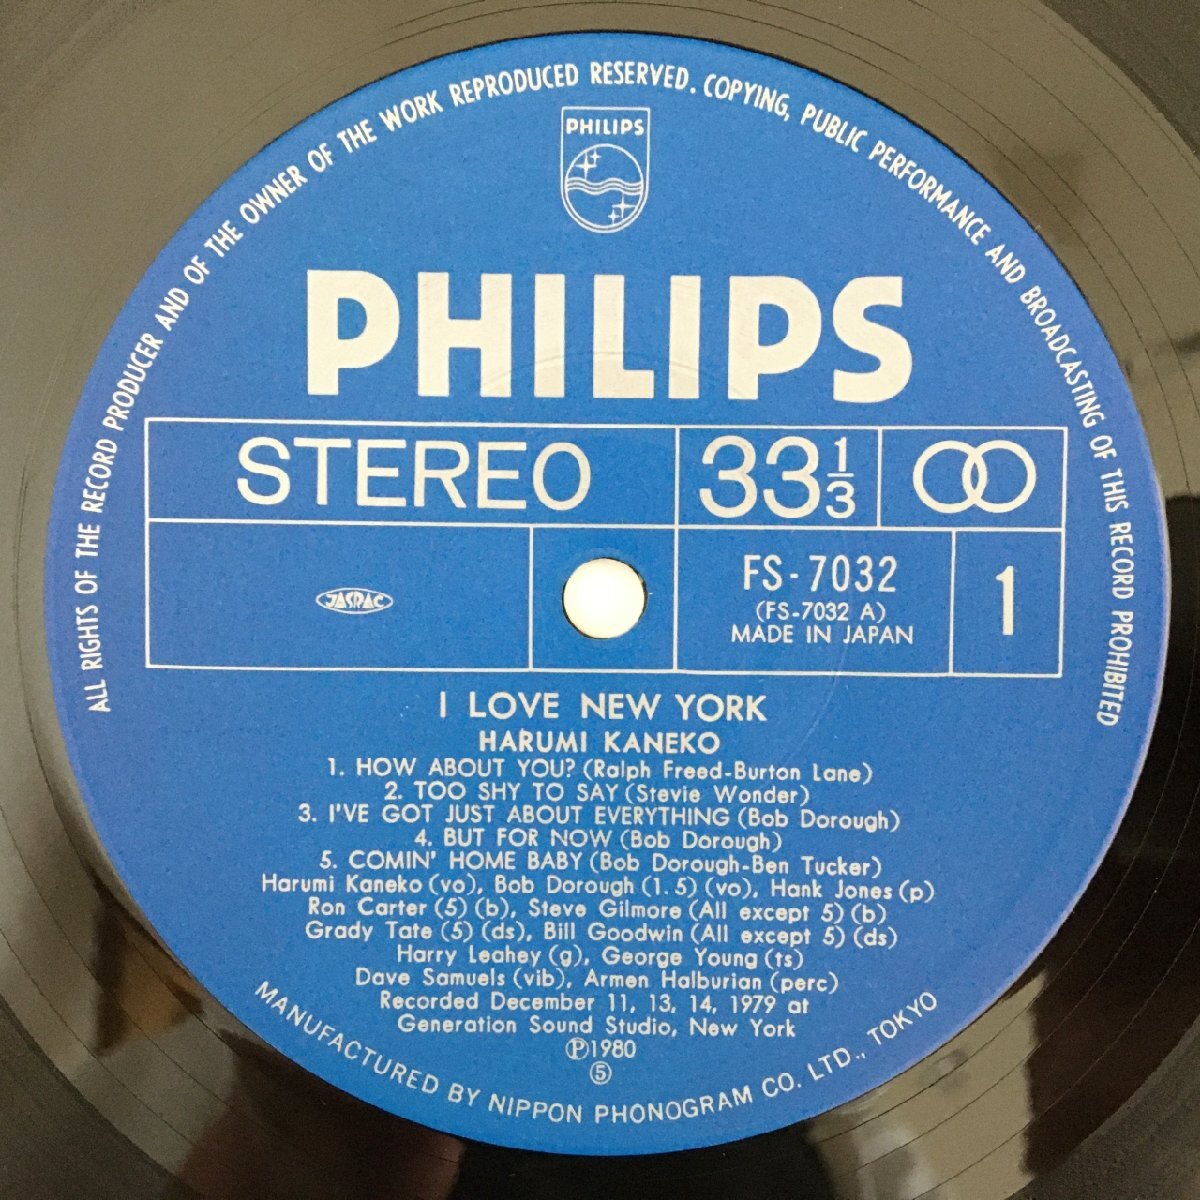 ALL RIGHTS OF THE RECORD PRODUCER AND OF THE OWNER OF THE WORK REPRODUCED RESERVED. COPYING, PUBLIC PERFORMANCE AND BROADCASTING OF THIS RECORD PROHIBITED
PHILIPS
PHILIPS
STEREO
33 1/3
FS-7032
(FS-7032 A)
MADE IN JAPAN
1
JASRAC
I LOVE NEW YORK
HARUMI KANEKO
1. HOW ABOUT YOU? (Ralph Freed-Burton Lane)
2. TOO SHY TO SAY (Stevie Wonder)
3. I'VE GOT JUST ABOUT EVERYTHING (Bob Dorough)
4. BUT FOR NOW (Bob Dorough)
5. COMIN' HOME BABY (Bob Dorough-Ben Tucker)
Harumi Kaneko (vo), Bob Dorough (1. 5) (vo), Hank Jones (p)
Ron Carter (5) (b), Steve Gilmore (All except 5) (b)
Grady Tate (5) (ds), Bill Goodwin (All except 5) (ds)
Harry Leahey (g), George Young (ts)
Dave Samuels (vib), Armen Halburian (perc)
Recorded December 11, 13, 14, 1979 at
Generation Sound Studio, New York
Ⓟ1980
⑤
MANUFACTURED BY NIPPON PHONOGRAM CO. LTD., TOKYO